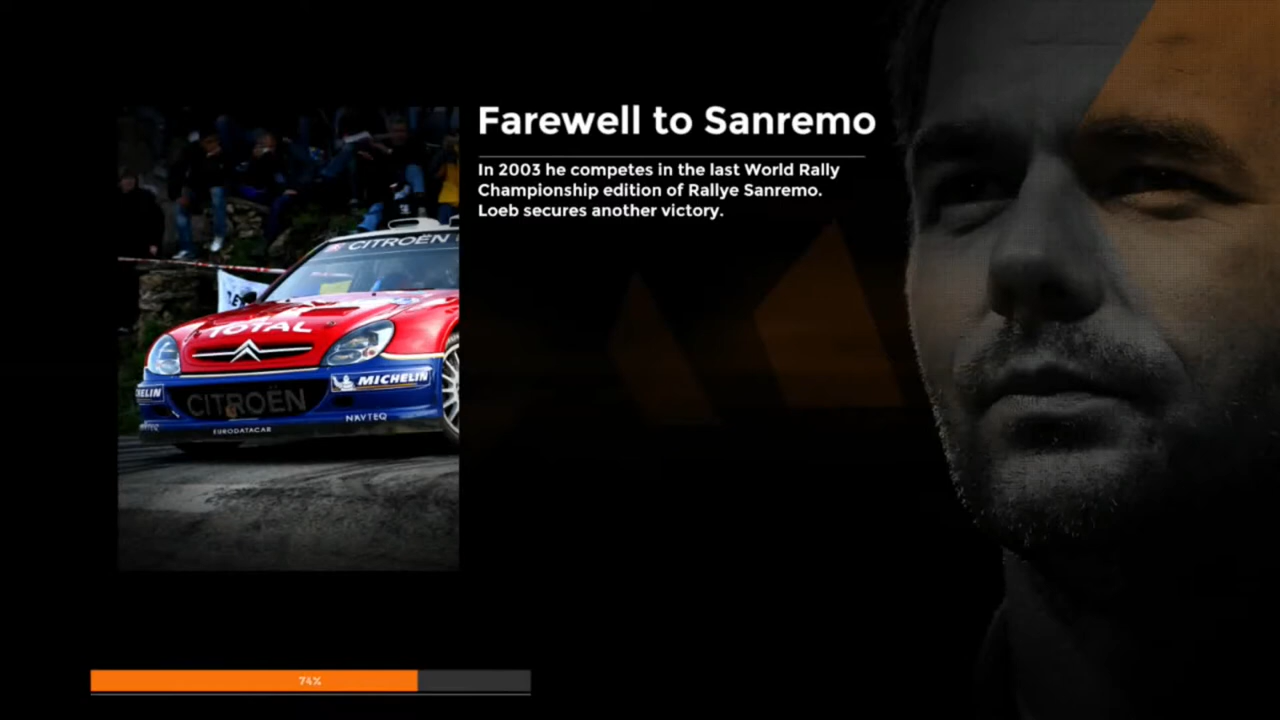 Farewell to Sanremo
In 2003 he competes in the last World Rally
Championship edition of Rallye Sanremo.
Loeb secures another victory.
CITROËN
TOTAL
MICHELIN
CITROËN
NAVTEQ
EURODATACAR
74%